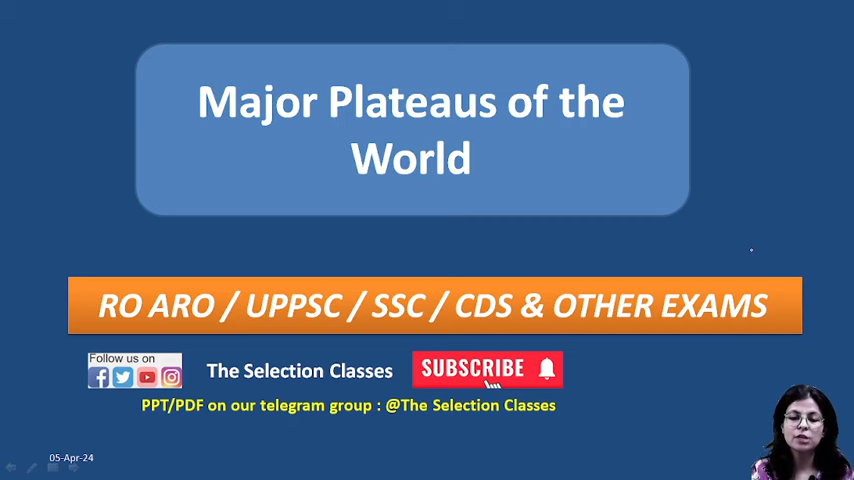 Major Plateaus of the
World
RO ARO / UPPSC / SSC / CDS & OTHER EXAMS
Follow us on
The Selection Classes
SUBSCRIBE
PPT/PDF on our telegram group : @The Selection Classes
05-Apr-24